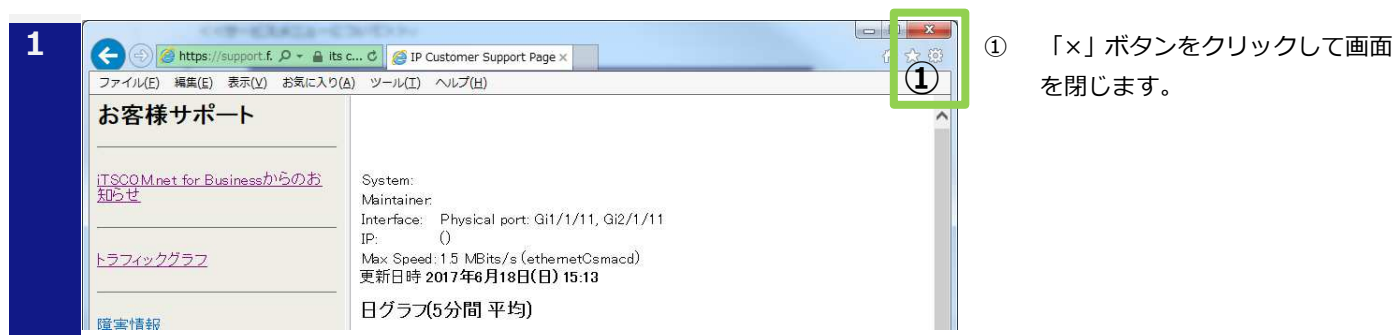 1
https://support.f. its c... IP Customer Support Page ×
ファイル(F) 編集(E) 表示(V) お気に入り(A) ツール(T) ヘルプ(H)
①
① 「×」ボタンをクリックして画面
を閉じます。
お客様サポート
iTSCOM.net for Businessからのお
知らせ
トラフィックグラフ
障害情報
System:
Maintainer:
Interface: Physical port: Gi1/1/11, Gi2/1/11
IP: ()
Max Speed: 1.5 MBits/s (ethernetCsmacd)
更新日時 2017年6月18日(日) 15:13
日グラフ(5分間 平均)